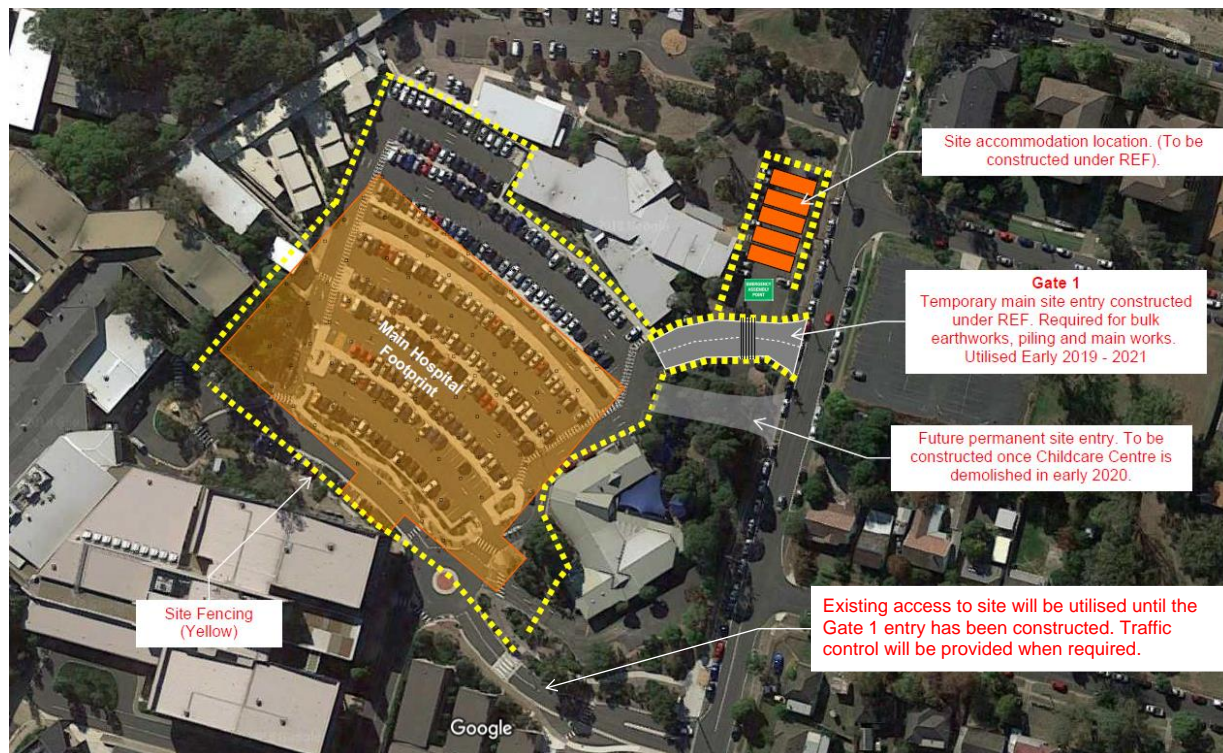 Site accommodation location. (To be
constructed under REF).
EMERGENCY
ASSEMBLY
POINT
Gate 1
Temporary main site entry constructed
under REF. Required for bulk
earthworks, piling and main works.
Utilised Early 2019 - 2021
Main Hospital
Footprint
Future permanent site entry. To be
constructed once Childcare Centre is
demolished in early 2020.
Site Fencing
(Yellow)
Existing access to site will be utilised until the
Gate 1 entry has been constructed. Traffic
control will be provided when required.
Google